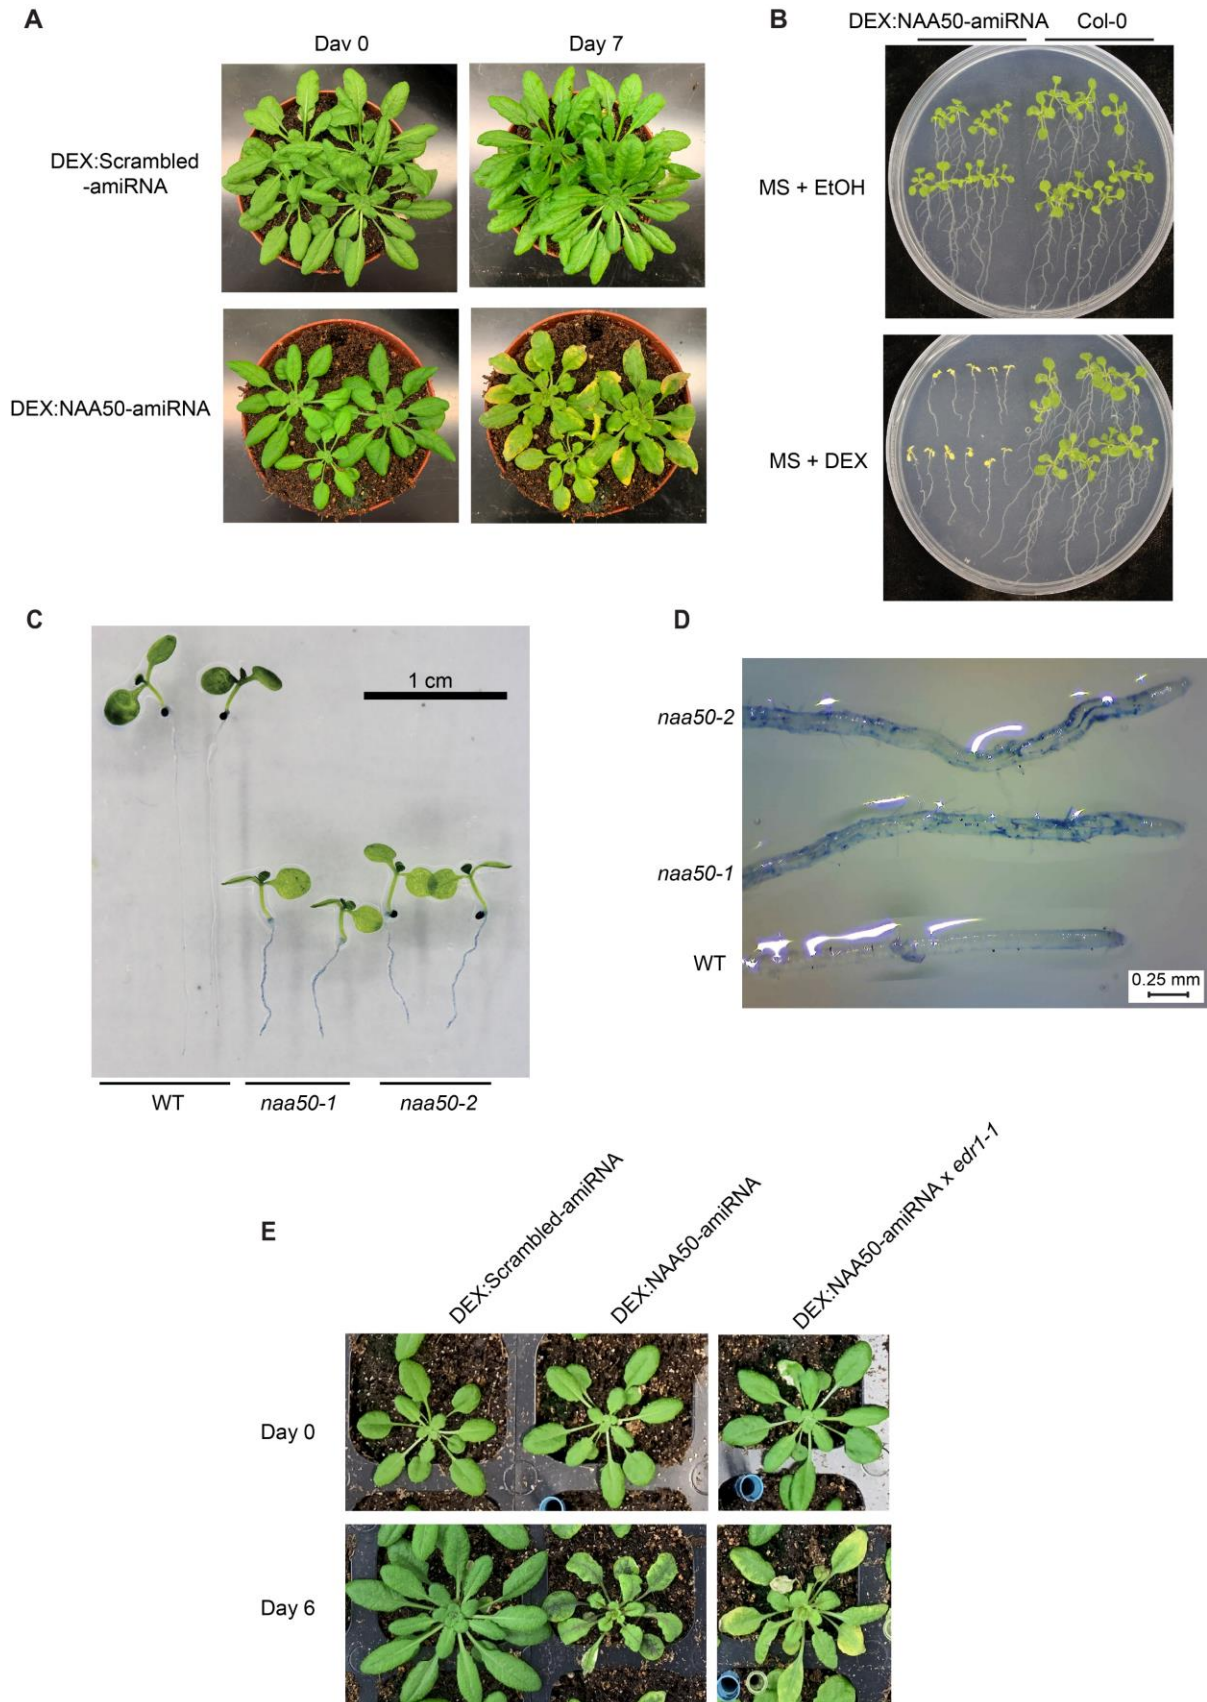 A
Dav 0
Day 7
DEX:Scrambled
-amiRNA
DEX:NAA50-amiRNA
B
DEX:NAA50-amiRNA
Col-0
MS + EtOH
MS + DEX
C
1 cm
WT
naa50-1
naa50-2
D
naa50-2
naa50-1
WT
0.25 mm
E
DEX:Scrambled-amiRNA
DEX:NAA50-amiRNA
DEX:NAA50-amiRNA x edr1-1
Day 0
Day 6